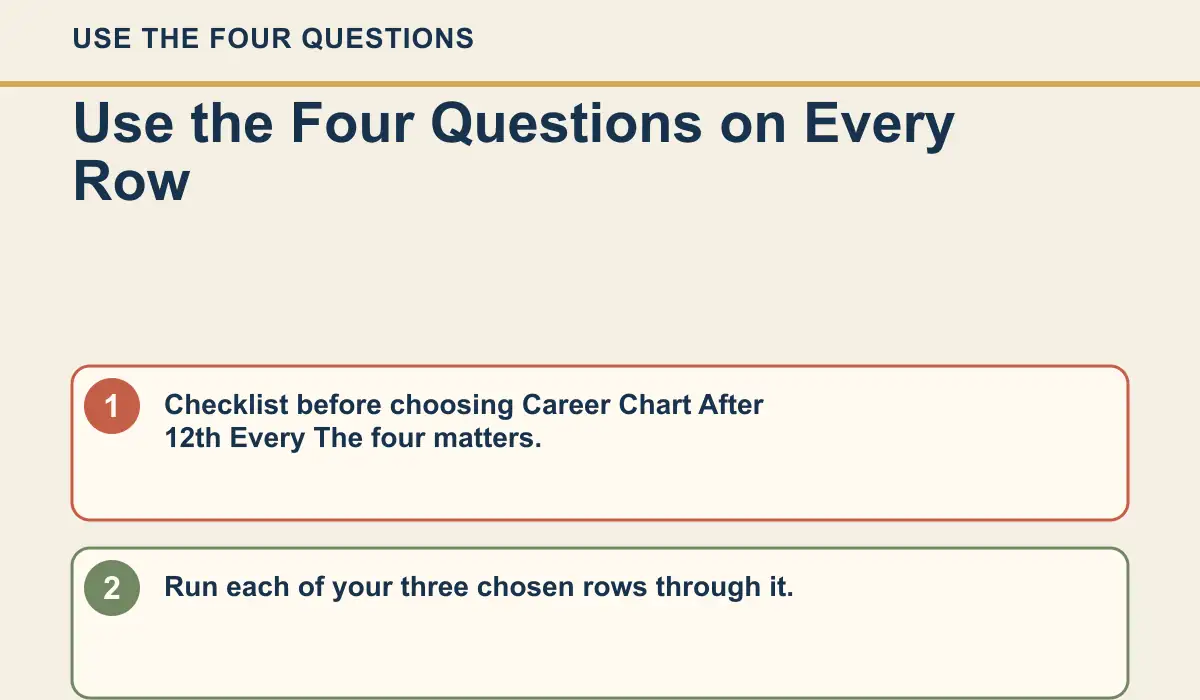 USE THE FOUR QUESTIONS
Use the Four Questions on Every
Row
1
Checklist before choosing Career Chart After
12th Every The four matters.
2
Run each of your three chosen rows through it.